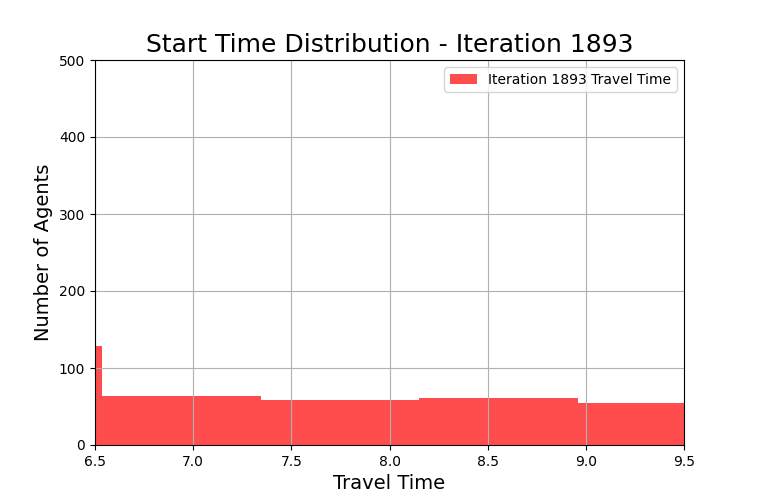 Start Time Distribution - Iteration 1893
Iteration 1893 Travel Time
Number of Agents
500
400
300
200
100
0
6.5 7.0 7.5 8.0 8.5 9.0 9.5
Travel Time